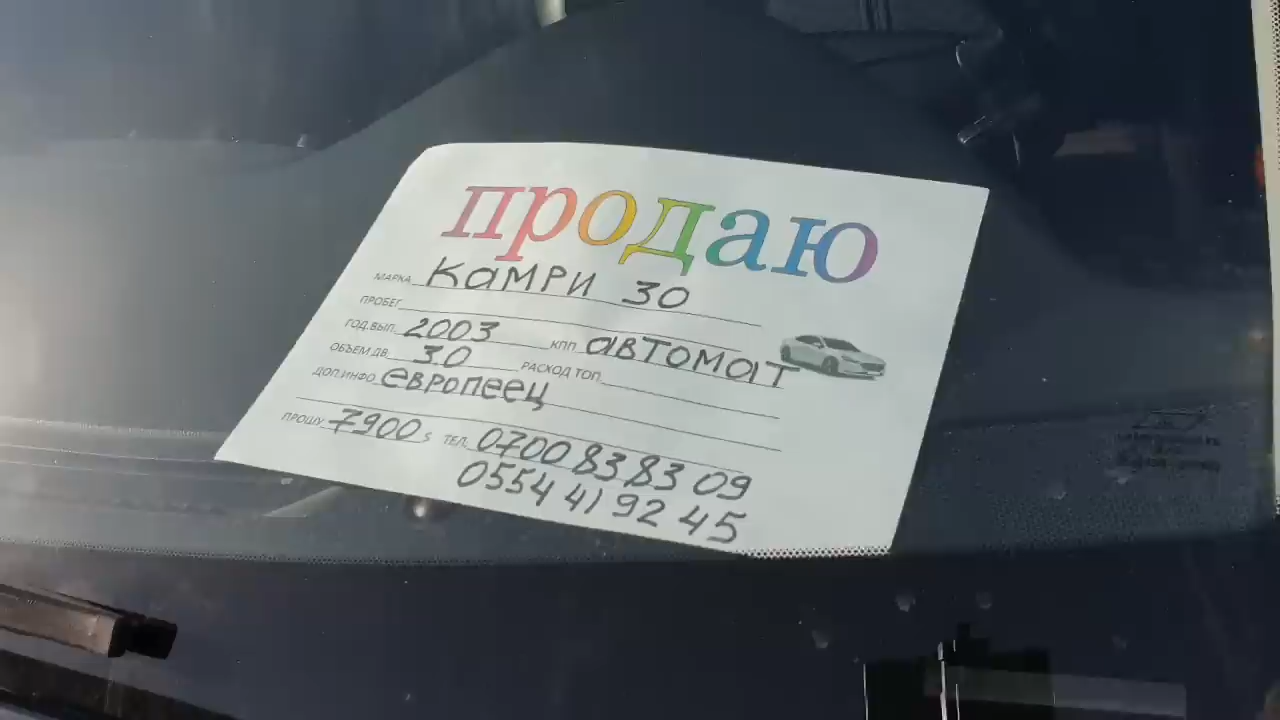 продаю
МАРКА Камри 30
ПРОБЕГ
ГОД.ВЫП. 2003 КПП автомат
ОБЪЕМ ДВ. 3.0 РАСХОД ТОП.
ДОП.ИНФО европеец
ПРОШУ 7900 $ ТЕЛ. 0700 83 83 09
0554 41 92 45